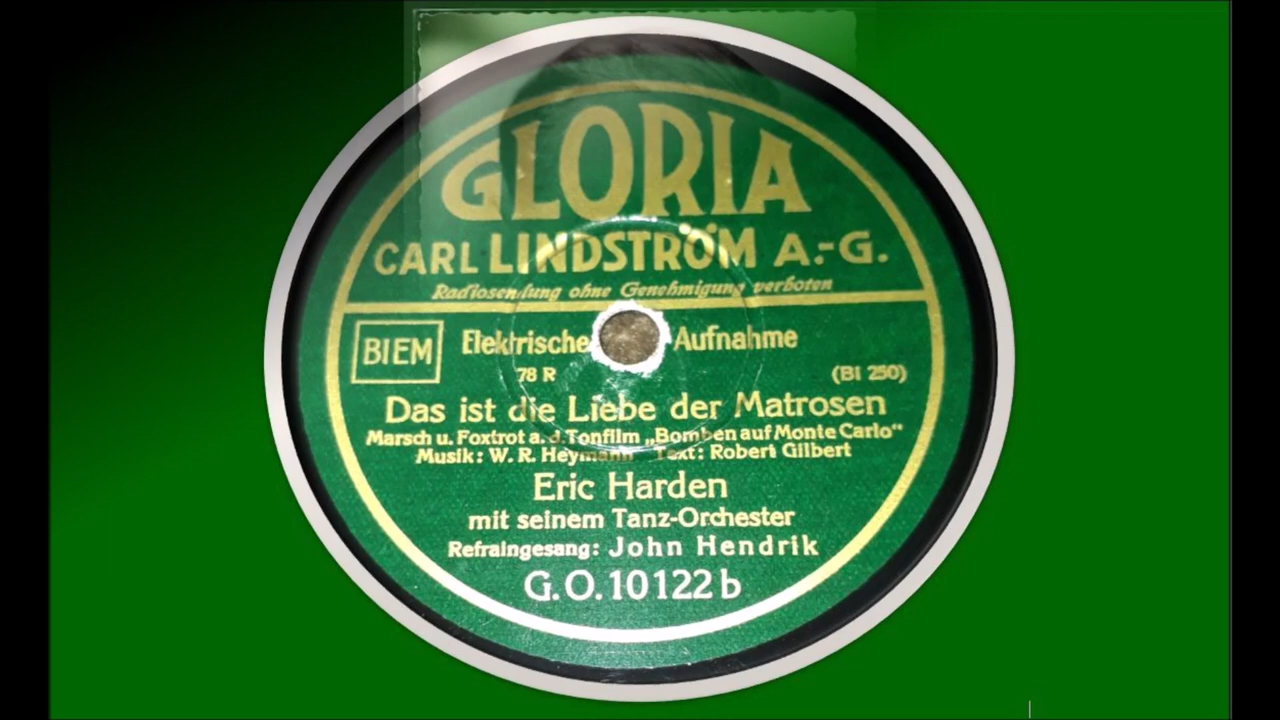 GLORIA
CARL LINDSTRÖM A.-G.
Radiosendung ohne Genehmigung verboten
BIEM Elektrische Aufnahme
78 R (BI 250)
Das ist die Liebe der Matrosen
Marsch u. Foxtrot a. d. Tonfilm „Bomben auf Monte Carlo"
Musik: W. R. Heymann Text: Robert Gilbert
Eric Harden
mit seinem Tanz-Orchester
Refraingesang: John Hendrik
G.O. 10122 b